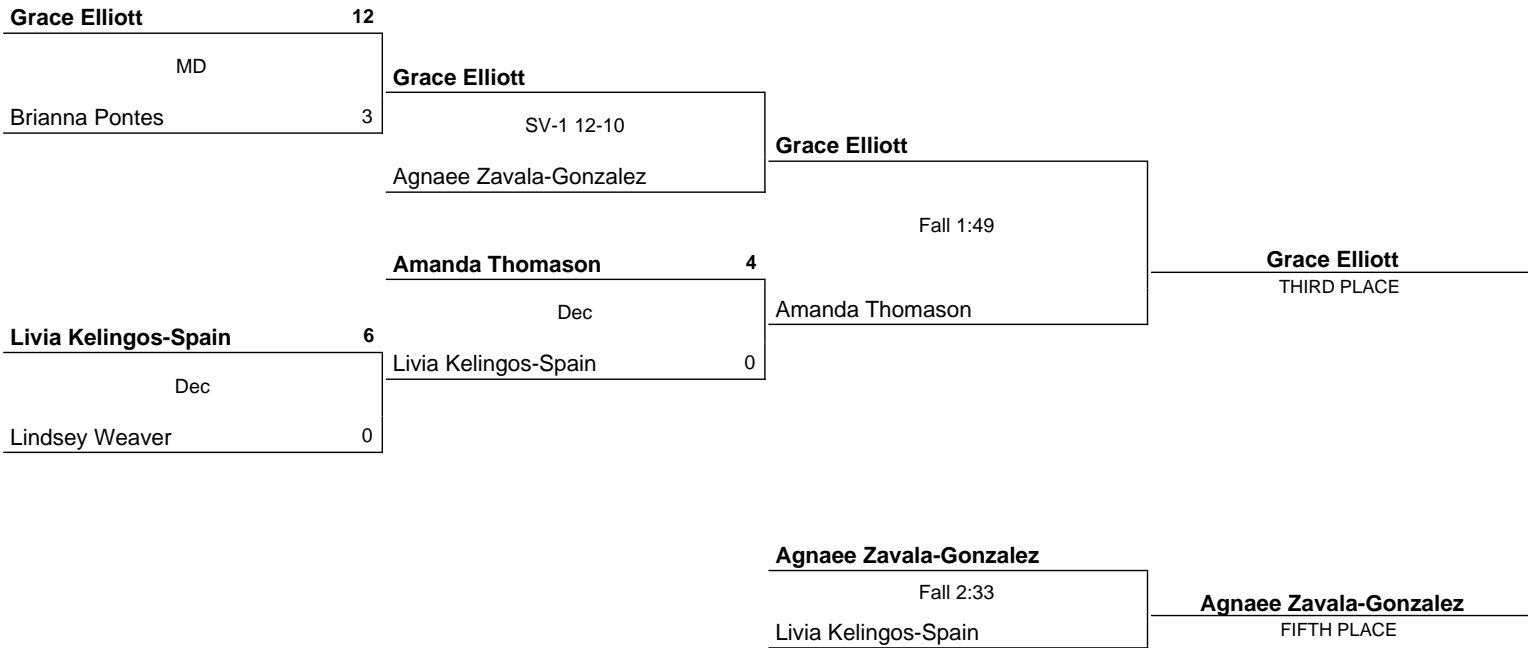 Grace Elliott 12
MD
Brianna Pontes 3
Grace Elliott
SV-1 12-10
Agnaee Zavala-Gonzalez
Grace Elliott
Fall 1:49
Amanda Thomason 4
Dec
Livia Kelingos-Spain 0
Amanda Thomason
Grace Elliott
THIRD PLACE
Livia Kelingos-Spain 6
Dec
Lindsey Weaver 0
Agnaee Zavala-Gonzalez
Fall 2:33
Livia Kelingos-Spain
Agnaee Zavala-Gonzalez
FIFTH PLACE